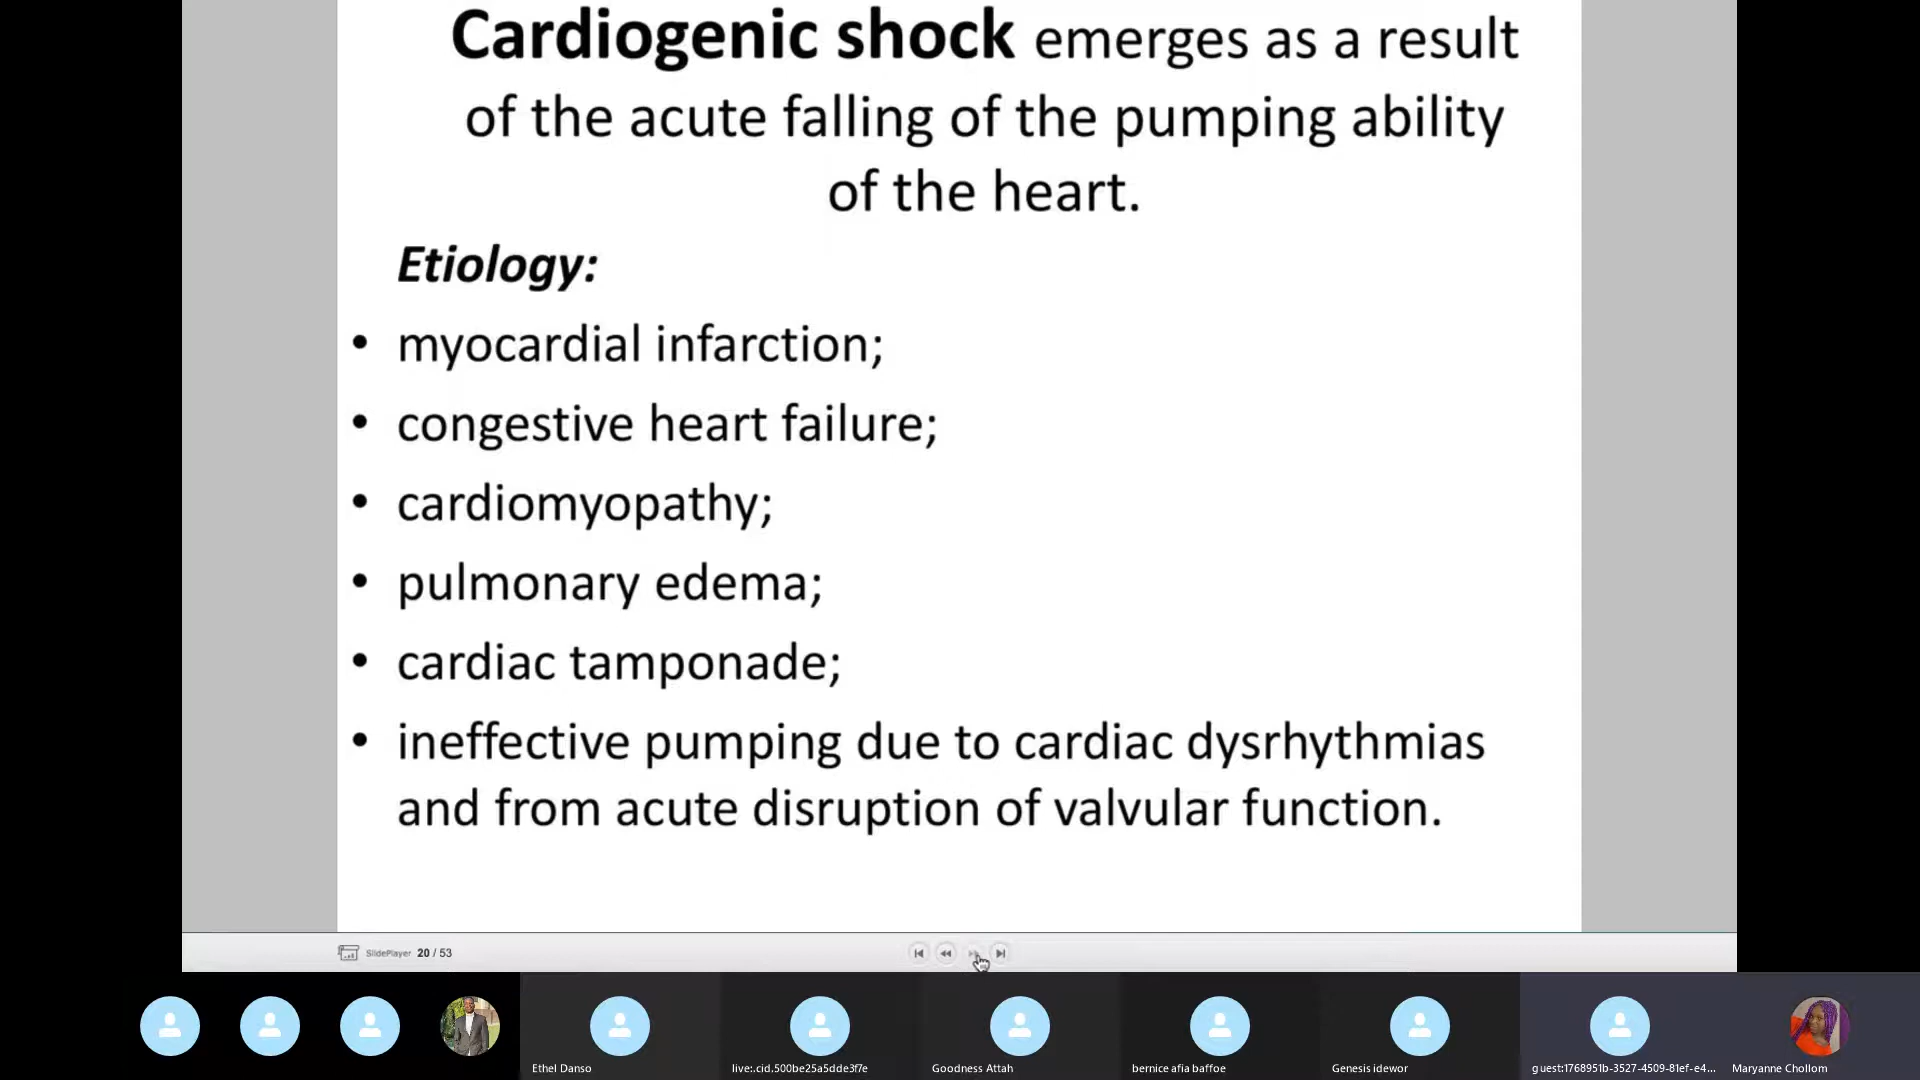 Cardiogenic shock emerges as a result
of the acute falling of the pumping ability
of the heart.
Etiology:
• myocardial infarction;
• congestive heart failure;
• cardiomyopathy;
• pulmonary edema;
• cardiac tamponade;
• ineffective pumping due to cardiac dysrhythmias
and from acute disruption of valvular function.
SlidePlayer 20 / 53
Ethel Danso
live:.cid.500be25a5dde3f7e
Goodness Attah
bernice afia baffoe
Genesis idewor
guest:1768951b-3527-4509-81ef-e4...
Maryanne Chollom